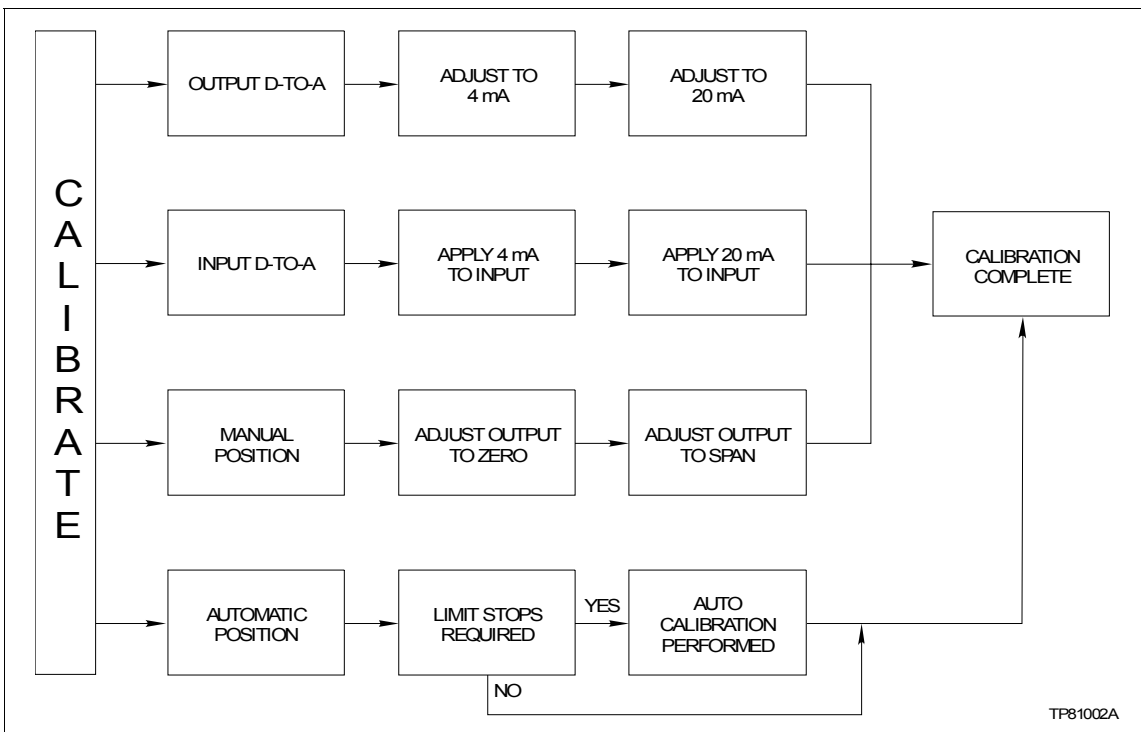 CALIBRATE
OUTPUT D-TO-A
ADJUST TO
4 mA
ADJUST TO
20 mA
INPUT D-TO-A
APPLY 4 mA
TO INPUT
APPLY 20 mA
TO INPUT
CALIBRATION
COMPLETE
MANUAL
POSITION
ADJUST OUTPUT
TO ZERO
ADJUST OUTPUT
TO SPAN
AUTOMATIC
POSITION
LIMIT STOPS
REQUIRED
YES
AUTO
CALIBRATION
PERFORMED
NO
TP81002A